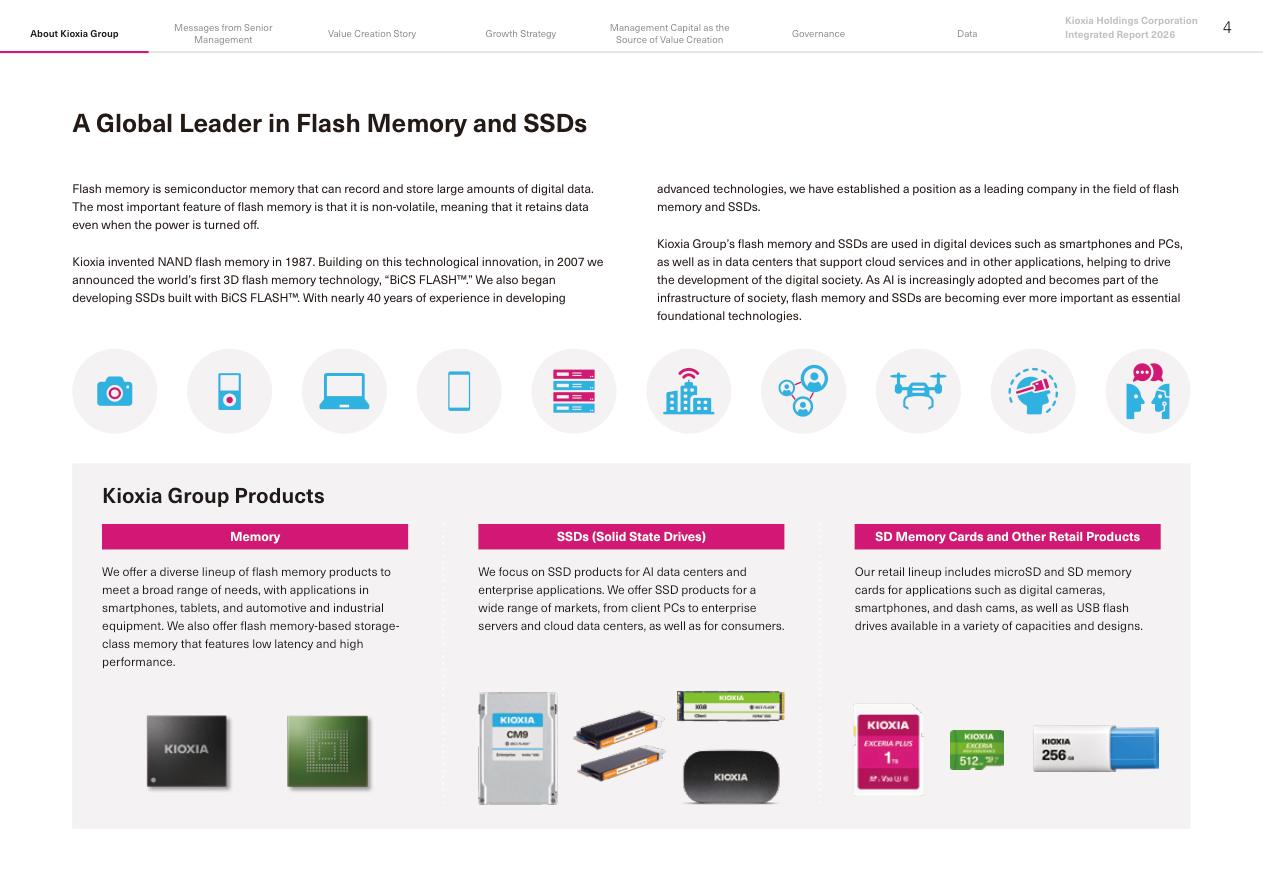 About Kioxia Group
Messages from Senior
Management
Value Creation Story
Growth Strategy
Management Capital as the
Source of Value Creation
Governance
Data
Kioxia Holdings Corporation
Integrated Report 2026
4
A Global Leader in Flash Memory and SSDs
Flash memory is semiconductor memory that can record and store large amounts of digital data.
The most important feature of flash memory is that it is non-volatile, meaning that it retains data
even when the power is turned off.
Kioxia invented NAND flash memory in 1987. Building on this technological innovation, in 2007 we
announced the world’s first 3D flash memory technology, “BiCS FLASH™.” We also began
developing SSDs built with BiCS FLASH™. With nearly 40 years of experience in developing
advanced technologies, we have established a position as a leading company in the field of flash
memory and SSDs.
Kioxia Group’s flash memory and SSDs are used in digital devices such as smartphones and PCs,
as well as in data centers that support cloud services and in other applications, helping to drive
the development of the digital society. As AI is increasingly adopted and becomes part of the
infrastructure of society, flash memory and SSDs are becoming ever more important as essential
foundational technologies.
Kioxia Group Products
Memory
We offer a diverse lineup of flash memory products to
meet a broad range of needs, with applications in
smartphones, tablets, and automotive and industrial
equipment. We also offer flash memory-based storage-
class memory that features low latency and high
performance.
KIOXIA
SSDs (Solid State Drives)
We focus on SSD products for AI data centers and
enterprise applications. We offer SSD products for a
wide range of markets, from client PCs to enterprise
servers and cloud data centers, as well as for consumers.
KIOXIA
CM9
BiCS FLASH
Enterprise
KIOXIA
XG8
BiCS FLASH
Client
KIOXIA
SD Memory Cards and Other Retail Products
Our retail lineup includes microSD and SD memory
cards for applications such as digital cameras,
smartphones, and dash cams, as well as USB flash
drives available in a variety of capacities and designs.
KIOXIA
EXCERIA PLUS
1TB
V30
KIOXIA
EXCERIA
512
KIOXIA
256 GB